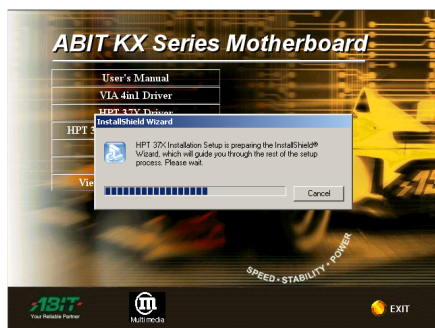 ABIT KX Series Motherboard
User's Manual
VIA 4in1 Driver
HPT 37X Driver
HPT 3
Vie
InstallShield Wizard
HPT 37X Installation Setup is preparing the InstallShield®
Wizard, which will guide you through the rest of the setup
process. Please wait.
Cancel
SPEED • STABILITY • POWER
ABIT
Your Reliable Partner
m
Multimedia
EXIT